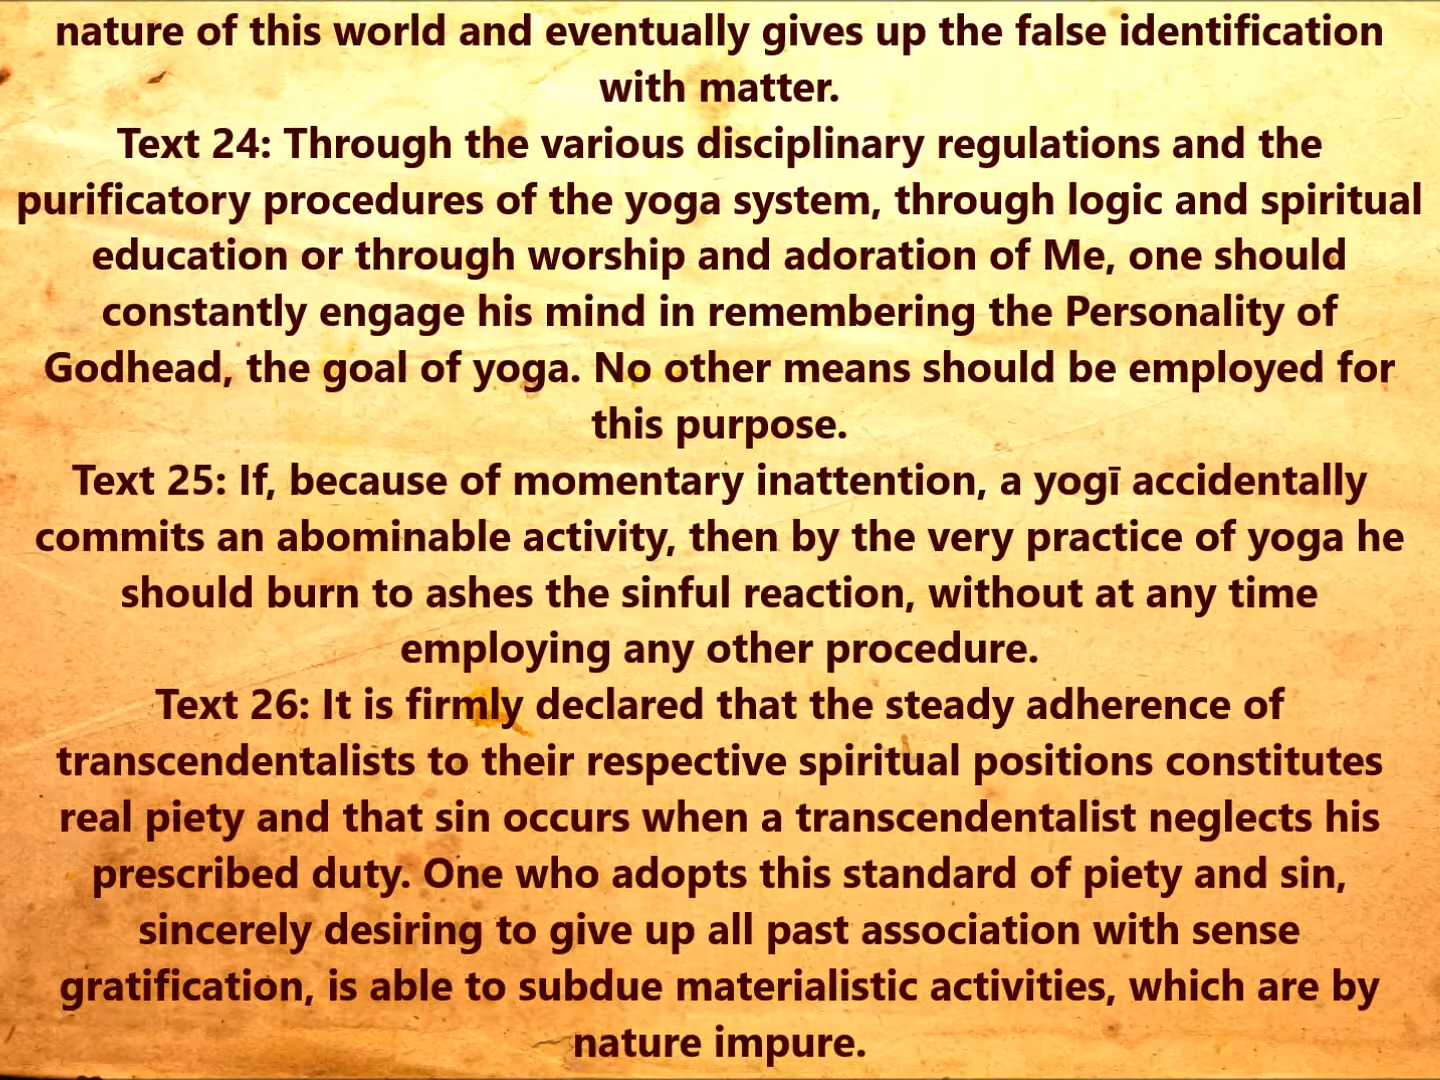 nature of this world and eventually gives up the false identification
with matter.
Text 24: Through the various disciplinary regulations and the
purificatory procedures of the yoga system, through logic and spiritual
education or through worship and adoration of Me, one should
constantly engage his mind in remembering the Personality of
Godhead, the goal of yoga. No other means should be employed for
this purpose.
Text 25: If, because of momentary inattention, a yogī accidentally
commits an abominable activity, then by the very practice of yoga he
should burn to ashes the sinful reaction, without at any time
employing any other procedure.
Text 26: It is firmly declared that the steady adherence of
transcendentalists to their respective spiritual positions constitutes
real piety and that sin occurs when a transcendentalist neglects his
prescribed duty. One who adopts this standard of piety and sin,
sincerely desiring to give up all past association with sense
gratification, is able to subdue materialistic activities, which are by
nature impure.